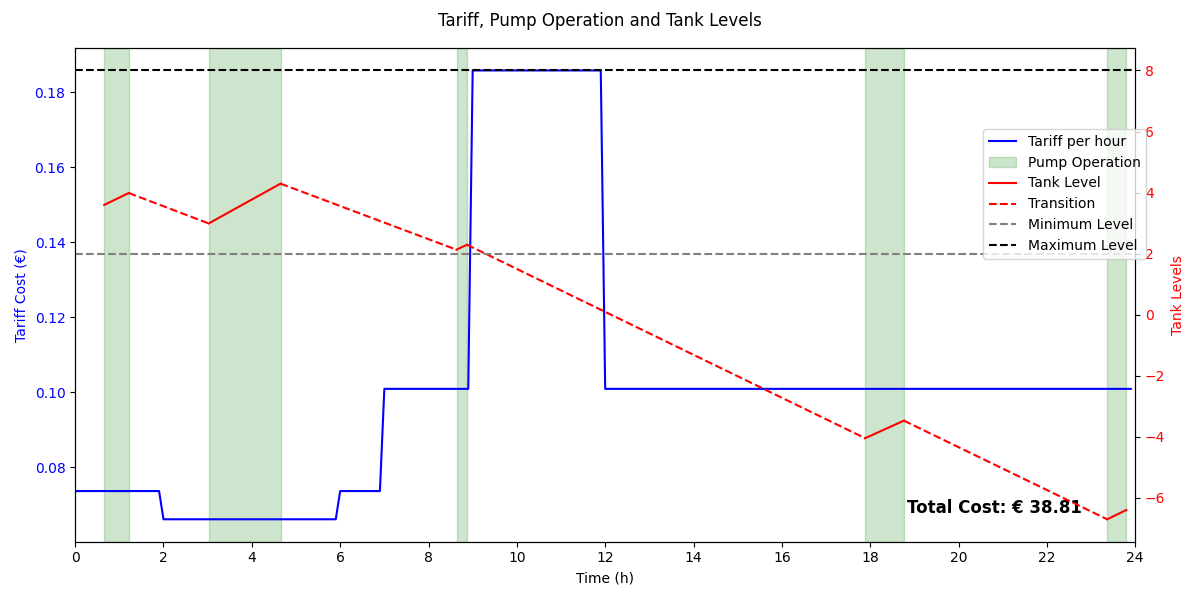 Tariff, Pump Operation and Tank Levels
Tariff Cost (€)
0.18
0.16
0.14
0.12
0.10
0.08
Tariff per hour
Pump Operation
Tank Level
Transition
Minimum Level
Maximum Level
Total Cost: € 38.81
8
6
4
2
0
−2
−4
−6
Tank Levels
0
2
4
6
8
10
12
14
16
18
20
22
24
Time (h)